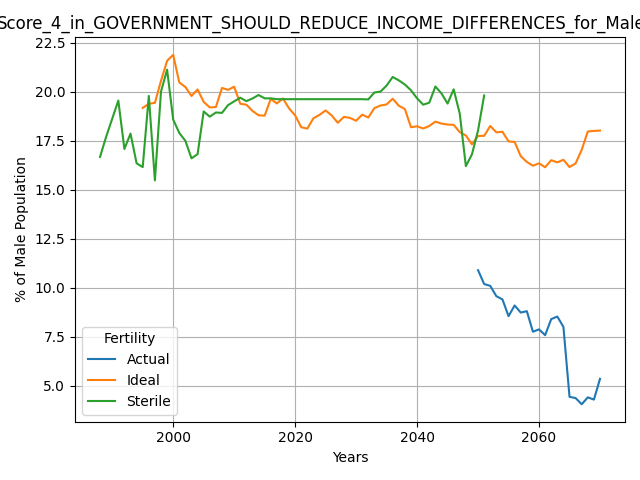 Score_4_in_GOVERNMENT_SHOULD_REDUCE_INCOME_DIFFERENCES_for_Male
22.5
20.0
17.5
15.0
12.5
10.0
7.5
5.0
% of Male Population
Fertility
Actual
Ideal
Sterile
2000 2020 2040 2060
Years